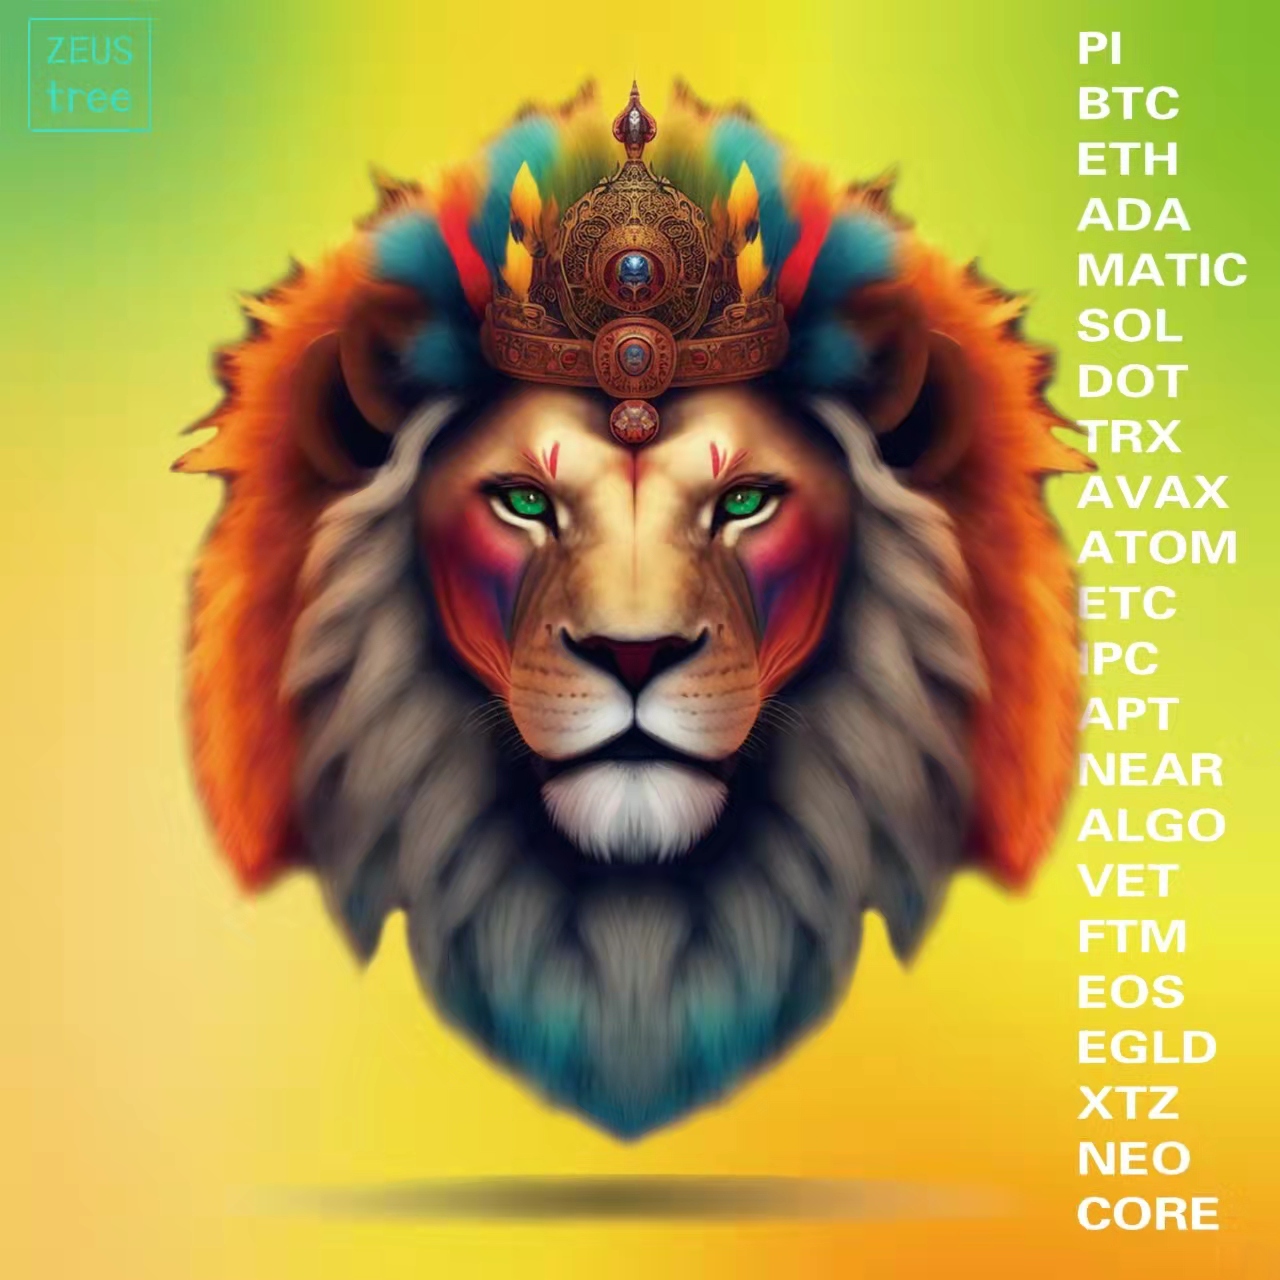 ZEUS
tree
PI
BTC
ETH
ADA
MATIC
SOL
DOT
TRX
AVAX
ATOM
ETC
IPC
APT
NEAR
ALGO
VET
FTM
EOS
EGLD
XTZ
NEO
CORE